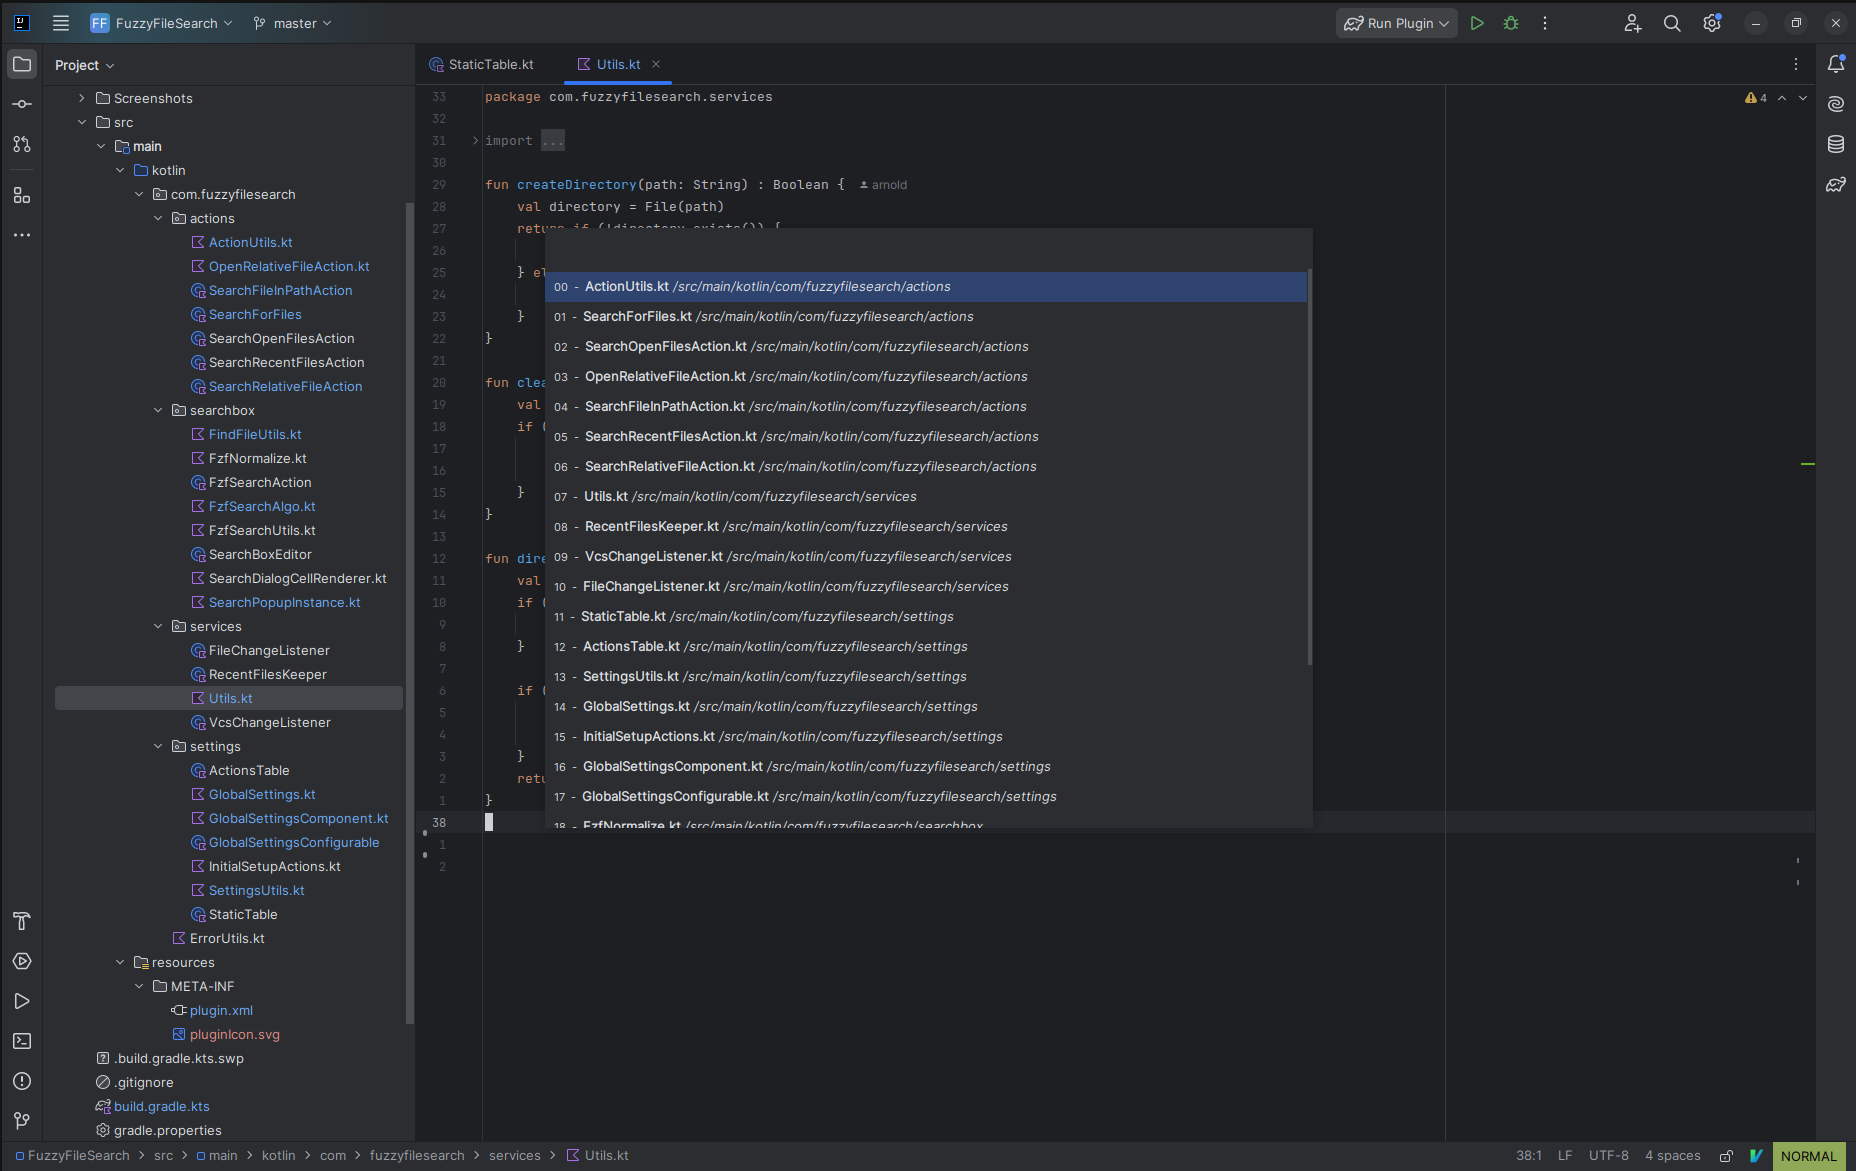 FF FuzzyFileSearch master Run Plugin
Project
Screenshots
src
main
kotlin
com.fuzzyfilesearch
actions
ActionUtils.kt
OpenRelativeFileAction.kt
SearchFileInPathAction
SearchForFiles
SearchOpenFilesAction
SearchRecentFilesAction
SearchRelativeFileAction
searchbox
FindFileUtils.kt
FzfNormalize.kt
FzfSearchAction
FzfSearchAlgo.kt
FzfSearchUtils.kt
SearchBoxEditor
SearchDialogCellRenderer.kt
SearchPopupInstance.kt
services
FileChangeListener
RecentFilesKeeper
Utils.kt
VcsChangeListener
settings
ActionsTable
GlobalSettings.kt
GlobalSettingsComponent.kt
GlobalSettingsConfigurable
InitialSetupActions.kt
SettingsUtils.kt
StaticTable
ErrorUtils.kt
resources
META-INF
plugin.xml
pluginIcon.svg
.build.gradle.kts.swp
.gitignore
build.gradle.kts
gradle.properties
StaticTable.kt Utils.kt
4
33 package com.fuzzyfilesearch.services
32
31 import ...
30
29 fun createDirectory(path: String) : Boolean { arnold
28 val directory = File(path)
27 return if (!directory.exists()) {
26
25 } el
24
23 }
22 }
21
20 fun clea
19 val
18 if (
17
16
15 }
14 }
13
12 fun dire
11 val
10 if (
9
8 }
7
6 if (
5
4
3 }
2 retu
1 }
38
1
2
00 - ActionUtils.kt /src/main/kotlin/com/fuzzyfilesearch/actions
01 - SearchForFiles.kt /src/main/kotlin/com/fuzzyfilesearch/actions
02 - SearchOpenFilesAction.kt /src/main/kotlin/com/fuzzyfilesearch/actions
03 - OpenRelativeFileAction.kt /src/main/kotlin/com/fuzzyfilesearch/actions
04 - SearchFileInPathAction.kt /src/main/kotlin/com/fuzzyfilesearch/actions
05 - SearchRecentFilesAction.kt /src/main/kotlin/com/fuzzyfilesearch/actions
06 - SearchRelativeFileAction.kt /src/main/kotlin/com/fuzzyfilesearch/actions
07 - Utils.kt /src/main/kotlin/com/fuzzyfilesearch/services
08 - RecentFilesKeeper.kt /src/main/kotlin/com/fuzzyfilesearch/services
09 - VcsChangeListener.kt /src/main/kotlin/com/fuzzyfilesearch/services
10 - FileChangeListener.kt /src/main/kotlin/com/fuzzyfilesearch/services
11 - StaticTable.kt /src/main/kotlin/com/fuzzyfilesearch/settings
12 - ActionsTable.kt /src/main/kotlin/com/fuzzyfilesearch/settings
13 - SettingsUtils.kt /src/main/kotlin/com/fuzzyfilesearch/settings
14 - GlobalSettings.kt /src/main/kotlin/com/fuzzyfilesearch/settings
15 - InitialSetupActions.kt /src/main/kotlin/com/fuzzyfilesearch/settings
16 - GlobalSettingsComponent.kt /src/main/kotlin/com/fuzzyfilesearch/settings
17 - GlobalSettingsConfigurable.kt /src/main/kotlin/com/fuzzyfilesearch/settings
18 - FzfNormalize.kt /src/main/kotlin/com/fuzzyfilesearch/searchbox
FuzzyFileSearch > src > main > kotlin > com > fuzzyfilesearch > services > Utils.kt
38:1 LF UTF-8 4 spaces NORMAL